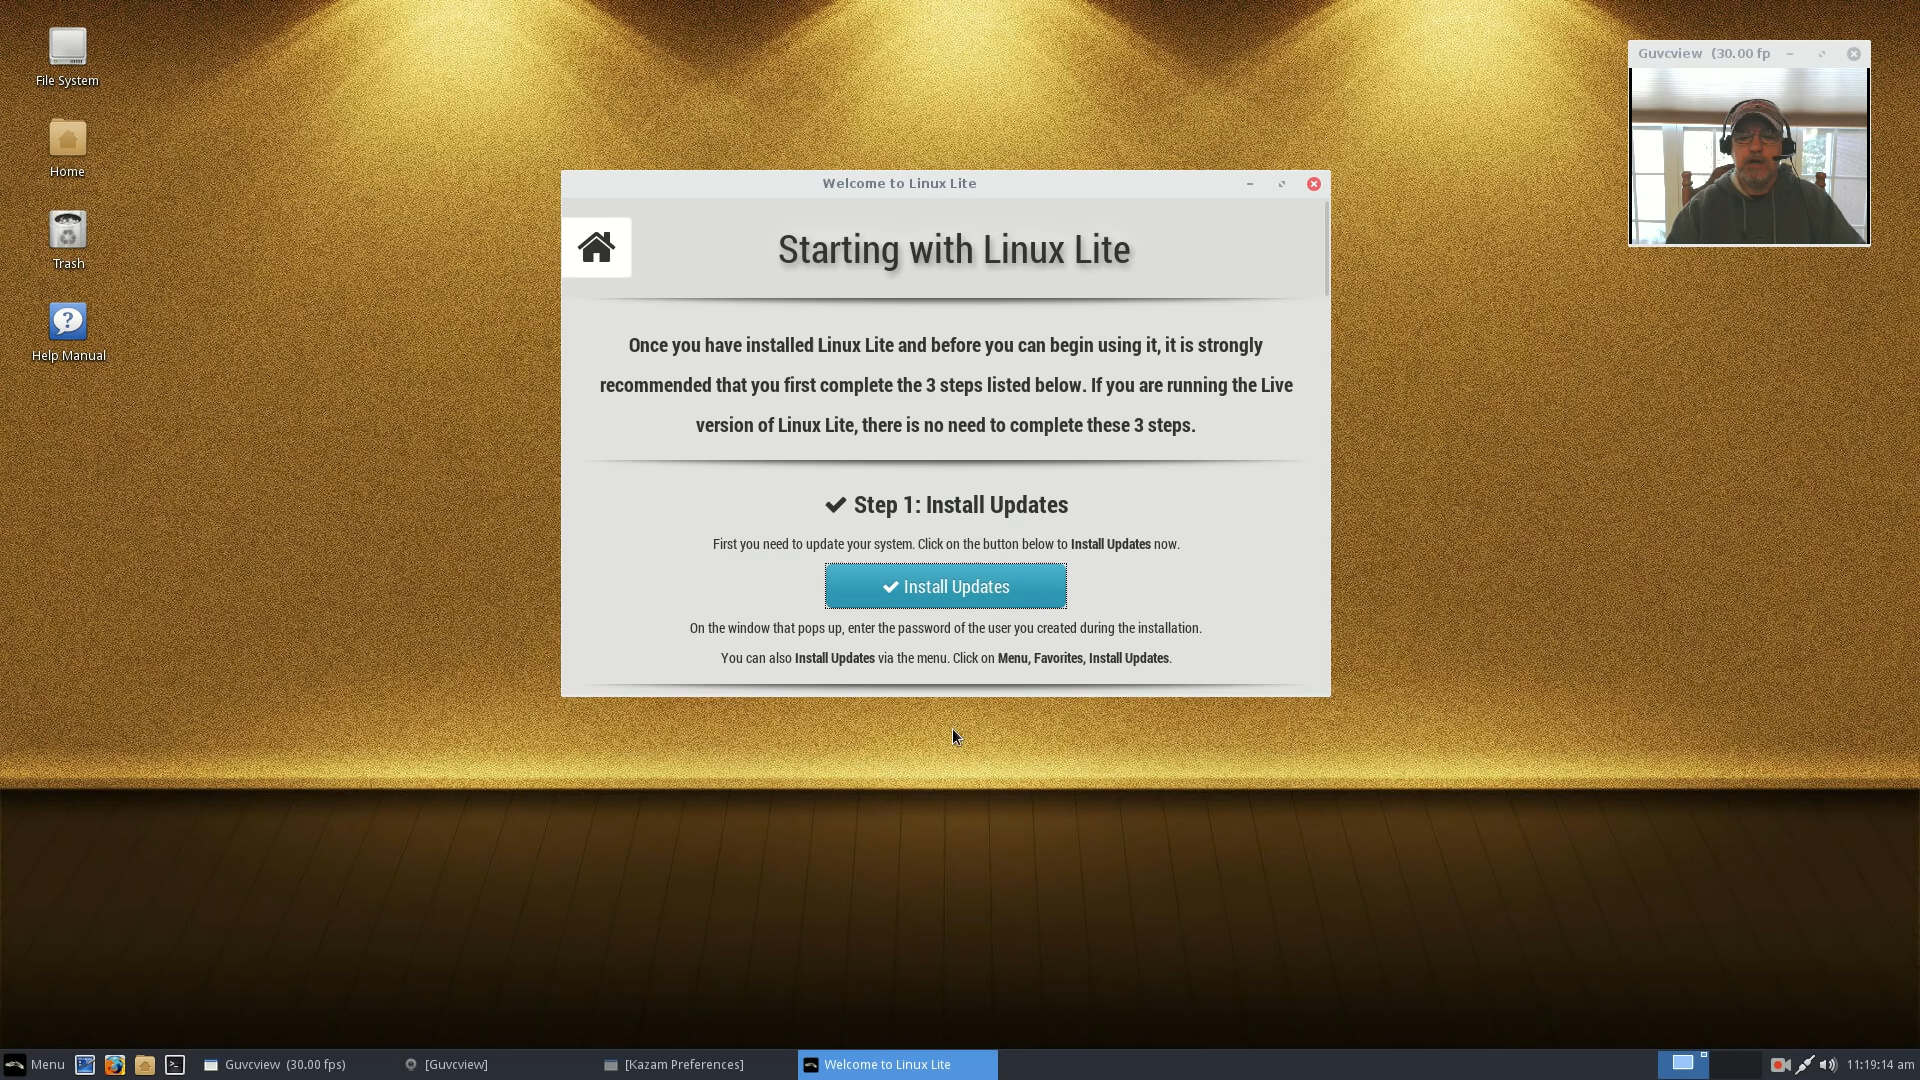 File System
Home
Trash
Help Manual
Guvcview (30.00 fp
Welcome to Linux Lite
Starting with Linux Lite
Once you have installed Linux Lite and before you can begin using it, it is strongly
recommended that you first complete the 3 steps listed below. If you are running the Live
version of Linux Lite, there is no need to complete these 3 steps.
Step 1: Install Updates
First you need to update your system. Click on the button below to Install Updates now.
Install Updates
On the window that pops up, enter the password of the user you created during the installation.
You can also Install Updates via the menu. Click on Menu, Favorites, Install Updates.
Menu
Guvcview (30.00 fps)
[Guvcview]
[Kazam Preferences]
Welcome to Linux Lite
11:19:14 am